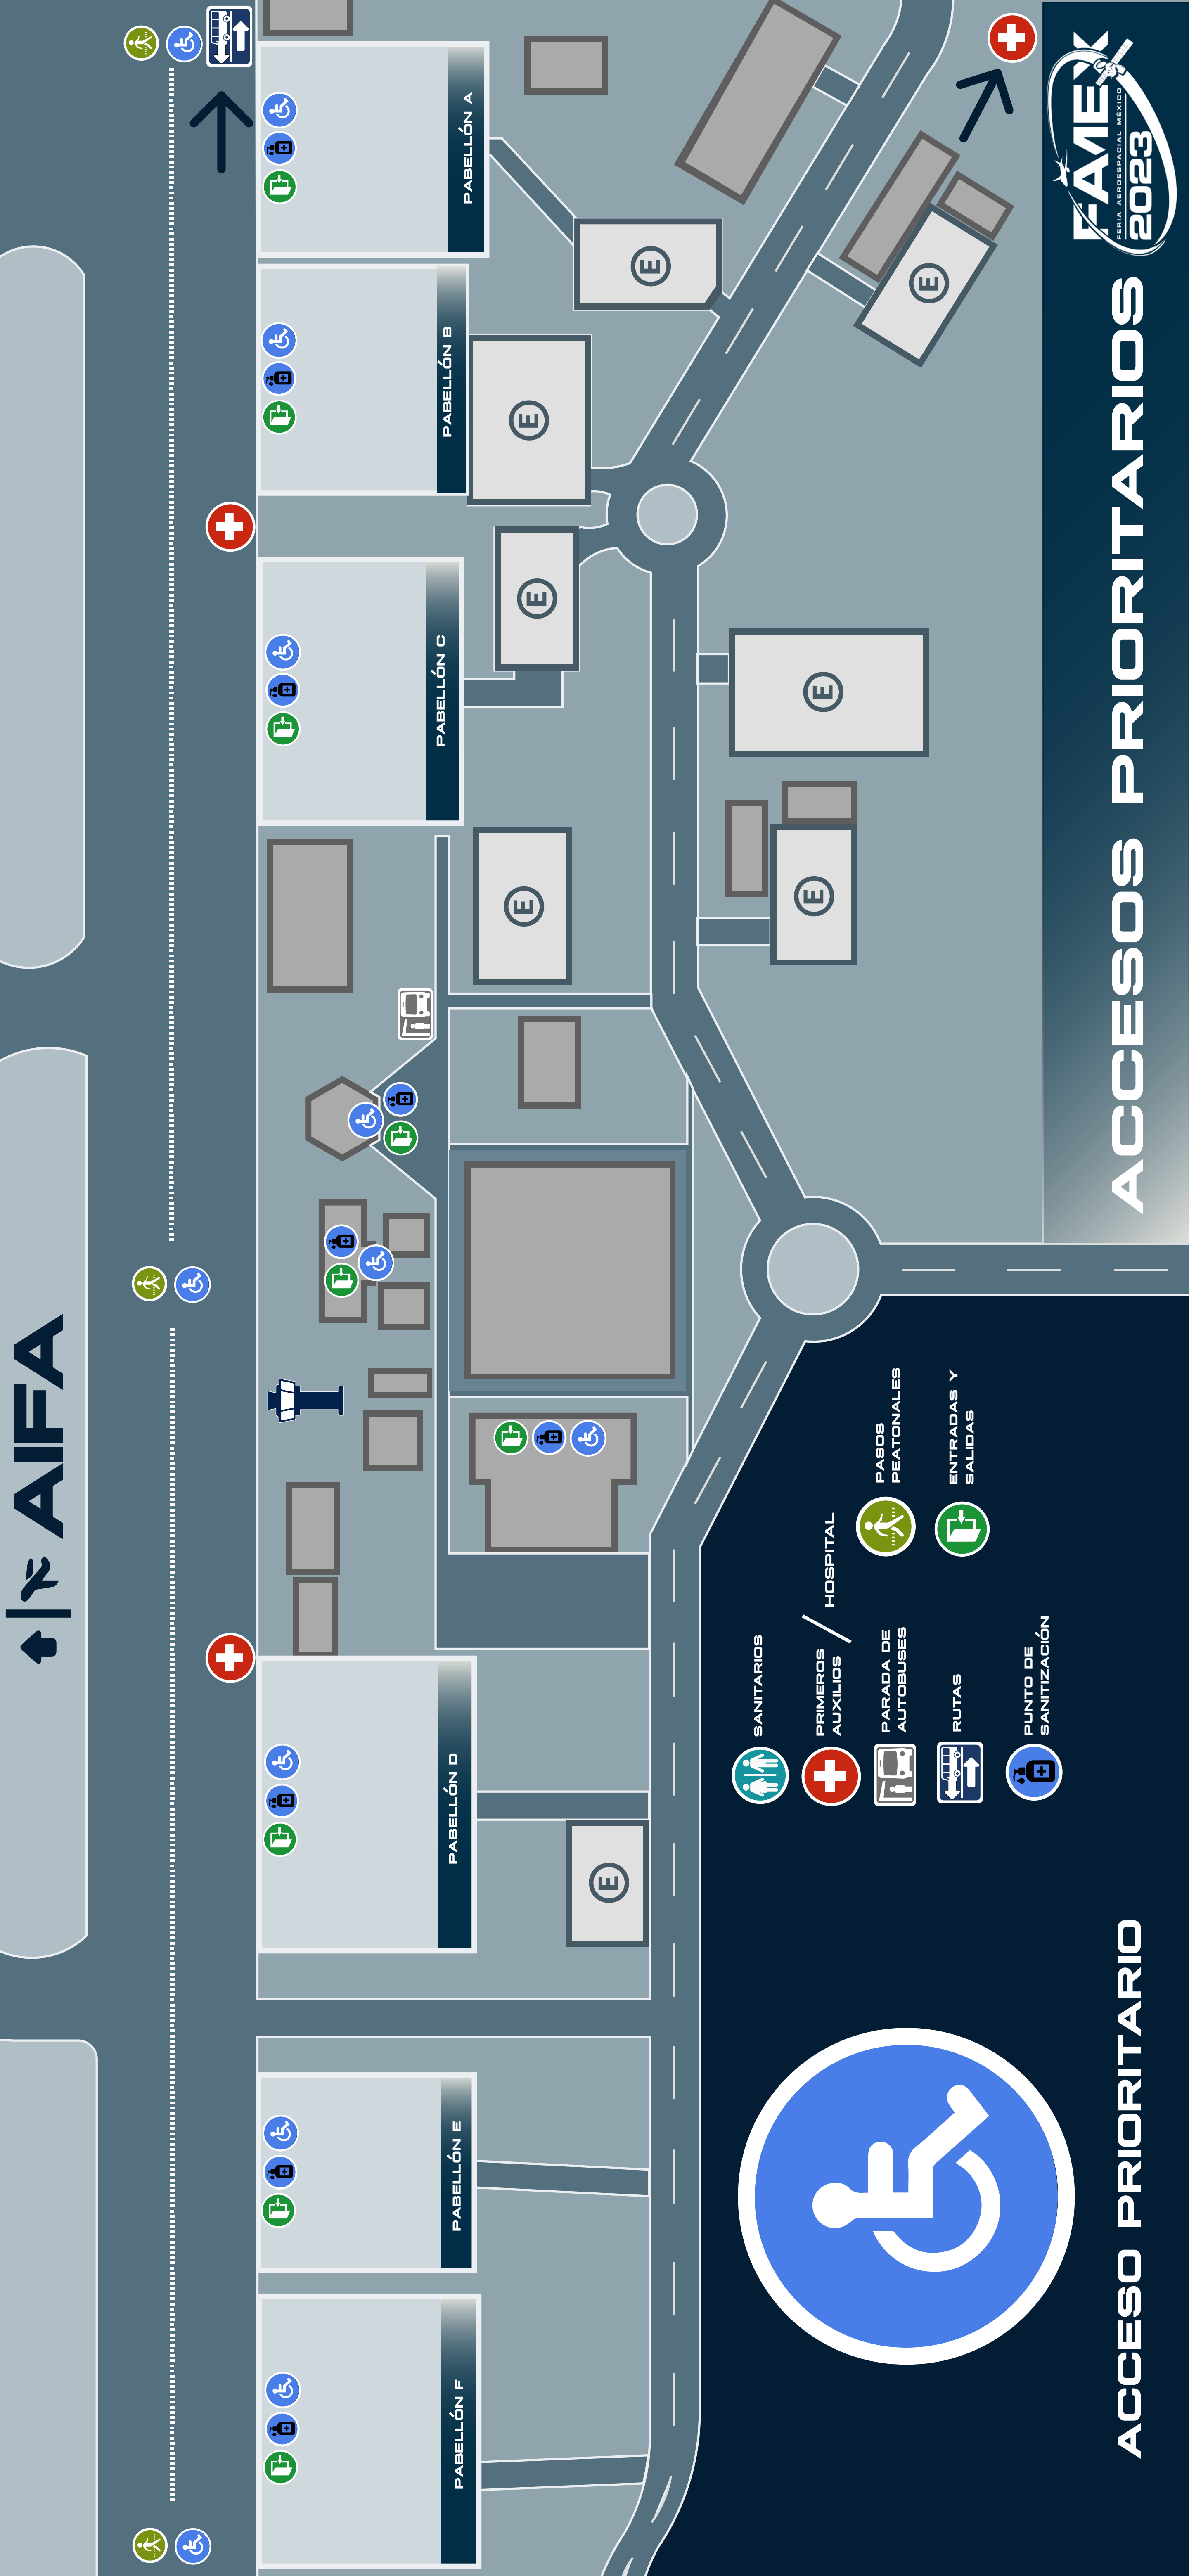 AIFA
PABELLÓN F
PABELLÓN E
PABELLÓN D
PABELLÓN C
PABELLÓN B
PABELLÓN A
E
E
E
E
E
E
E
E
ACCESO PRIORITARIO
SANITARIOS
PRIMEROS
AUXILIOS
/ HOSPITAL
PARADA DE
AUTOBUSES
RUTAS
PUNTO DE
SANITIZACIÓN
PASOS
PEATONALES
ENTRADAS Y
SALIDAS
ACCESOS PRIORITARIOS
FAMEX
FERIA AEROESPACIAL MÉXICO
2023